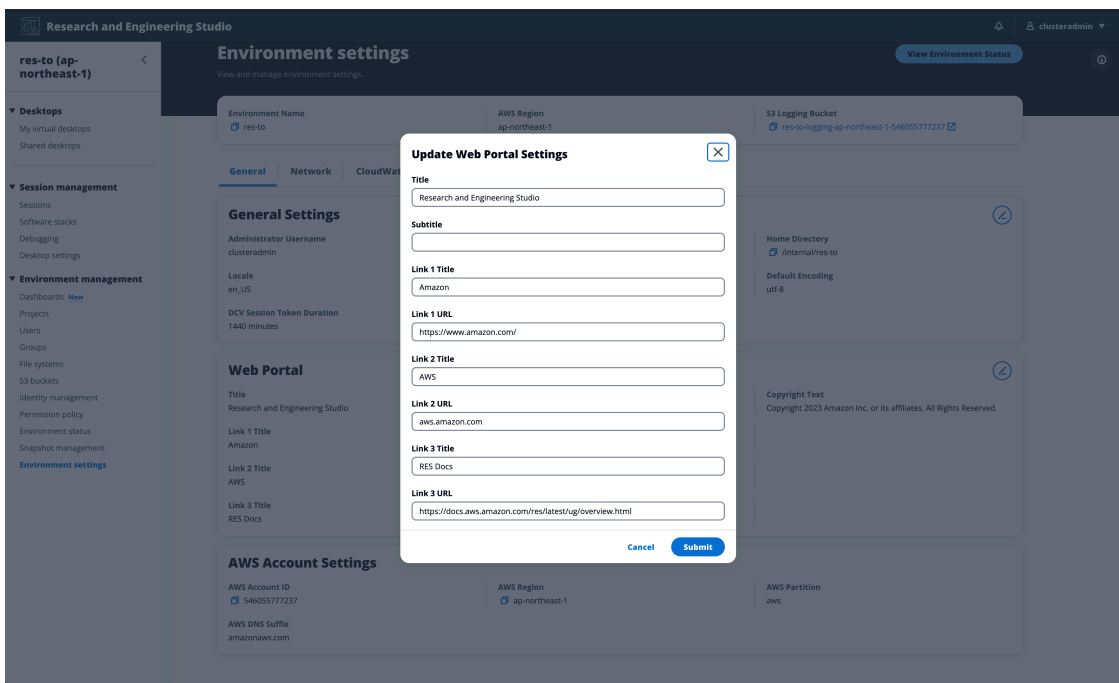 Research and Engineering Studio
clusteradmin
res-to (ap-
northeast-1)
Desktops
My virtual desktops
Shared desktops
Session management
Sessions
Software stacks
Debugging
Desktop settings
Environment management
Dashboards New
Projects
Users
Groups
File systems
S3 buckets
Identity management
Permission policy
Environment status
Snapshot management
Environment settings
Environment settings
View and manage environment settings.
View Environment Status
Environment Name
res-to
AWS Region
ap-northeast-1
S3 Logging Bucket
res-to-logging-ap-northeast-1-546055777237
General Network CloudWat
General Settings
Administrator Username
clusteradmin
Home Directory
/internal/res-to
Locale
en_US
Default Encoding
utf-8
DCV Session Token Duration
1440 minutes
Web Portal
Title
Research and Engineering Studio
Copyright Text
Copyright 2023 Amazon Inc. or its affiliates. All Rights Reserved.
Link 1 Title
Amazon
Link 2 Title
AWS
Link 3 Title
RES Docs
AWS Account Settings
AWS Account ID
546055777237
AWS Region
ap-northeast-1
AWS Partition
aws
AWS DNS Suffix
amazonaws.com
Update Web Portal Settings
Title
Research and Engineering Studio
Subtitle
Link 1 Title
Amazon
Link 1 URL
https://www.amazon.com/
Link 2 Title
AWS
Link 2 URL
aws.amazon.com
Link 3 Title
RES Docs
Link 3 URL
https://docs.aws.amazon.com/res/latest/ug/overview.html
Cancel Submit